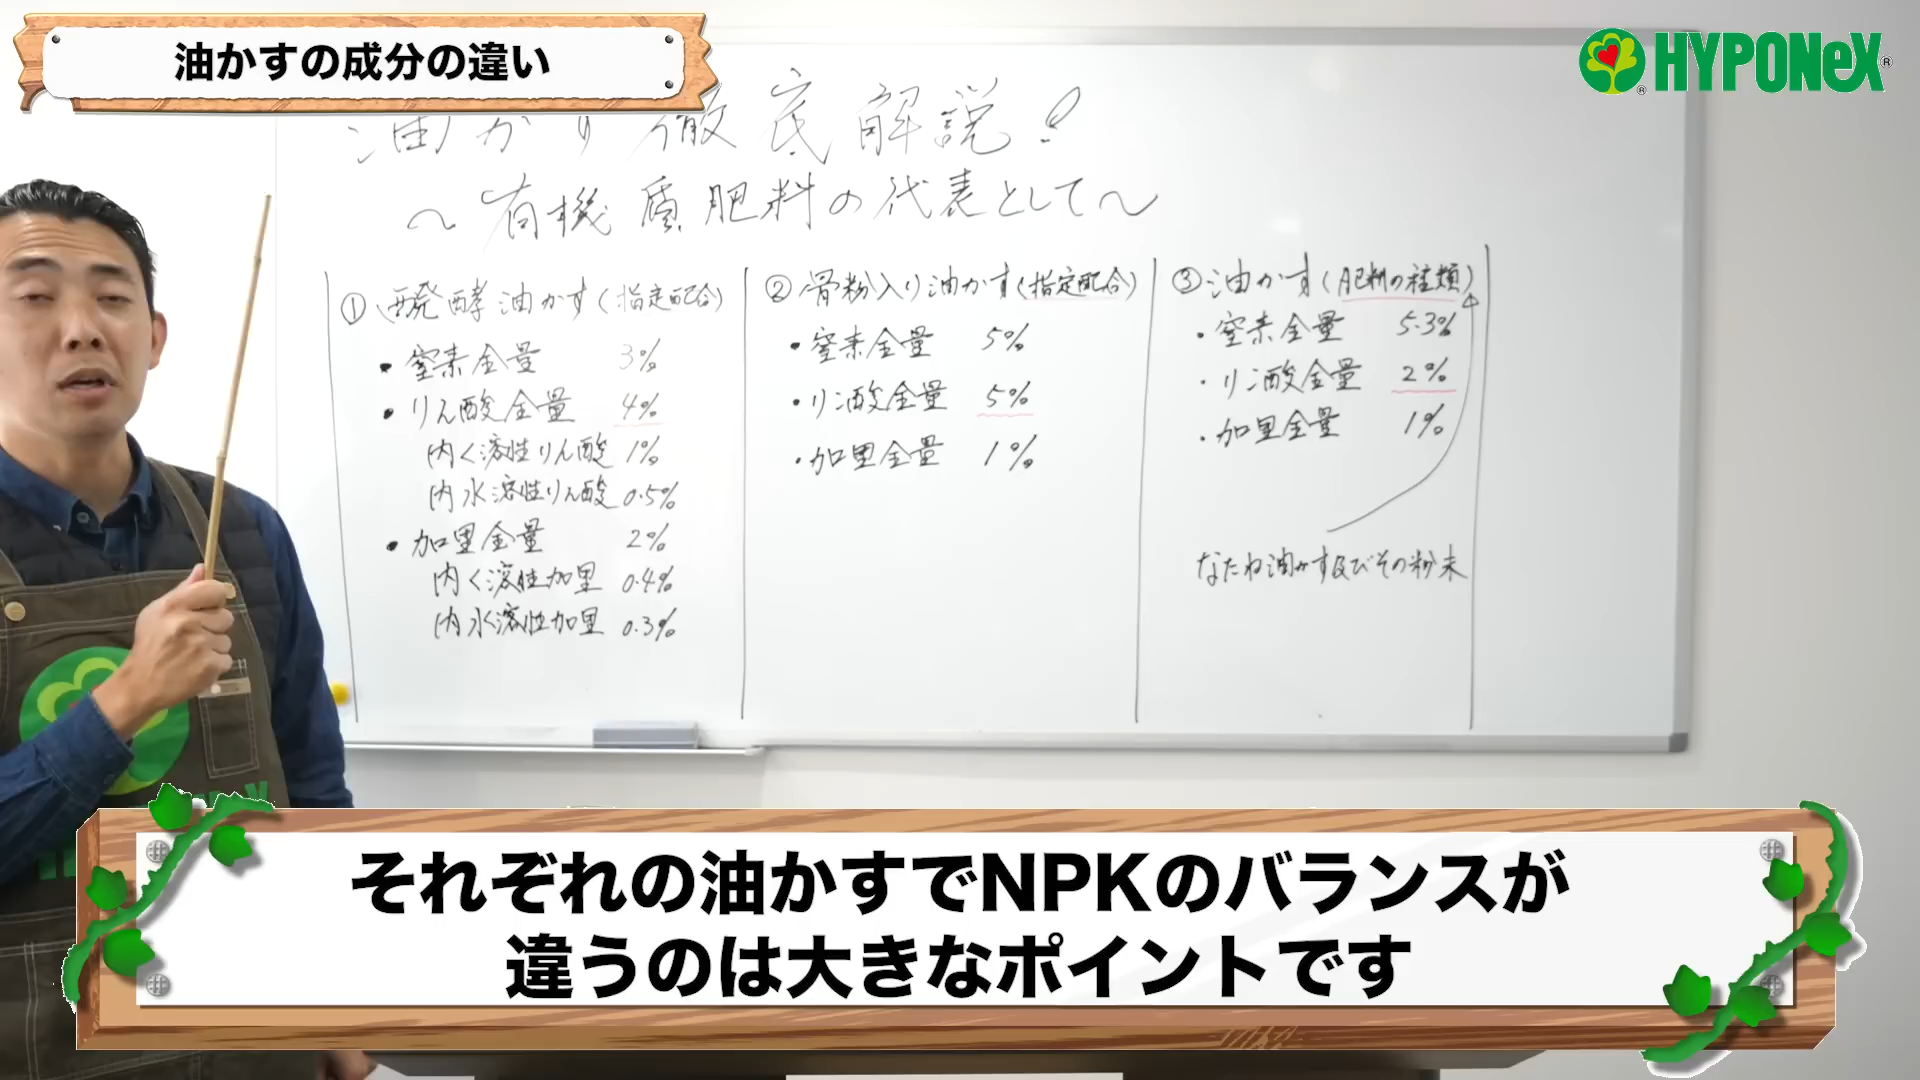 油かすの成分の違い
HYPONeX
油かす徹底解説!
～有機質肥料の代表として～
①醗酵油かす(指定配合)
・窒素全量 3%
・りん酸全量 4%
内く溶性りん酸 1%
内水溶性りん酸 0.5%
・加里全量 2%
内く溶性加里 0.4%
内水溶性加里 0.3%
②骨粉入り油かす(指定配合)
・窒素全量 5%
・リン酸全量 5%
・加里全量 1%
③油かす(肥料の種類)
・窒素全量 5.3%
・リン酸全量 2%
・加里全量 1%
なたね油かす及びその粉末
それぞれの油かすでNPKのバランスが
違うのは大きなポイントです